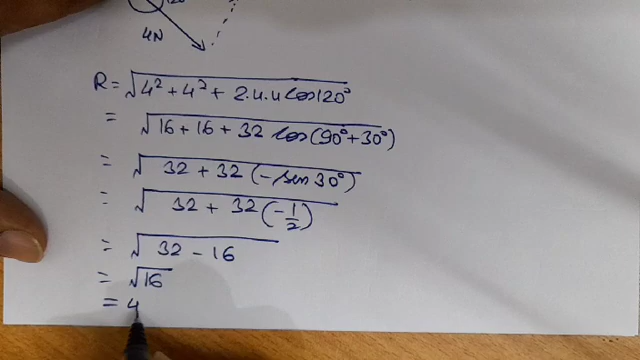 120
4N
R = √4² + 4² + 2.4.4 cos120°
= √16 + 16 + 32 cos(90° + 30°)
= √32 + 32 (- sin 30°)
= √32 + 32 (-1/2)
= √32 - 16
= √16
= 4